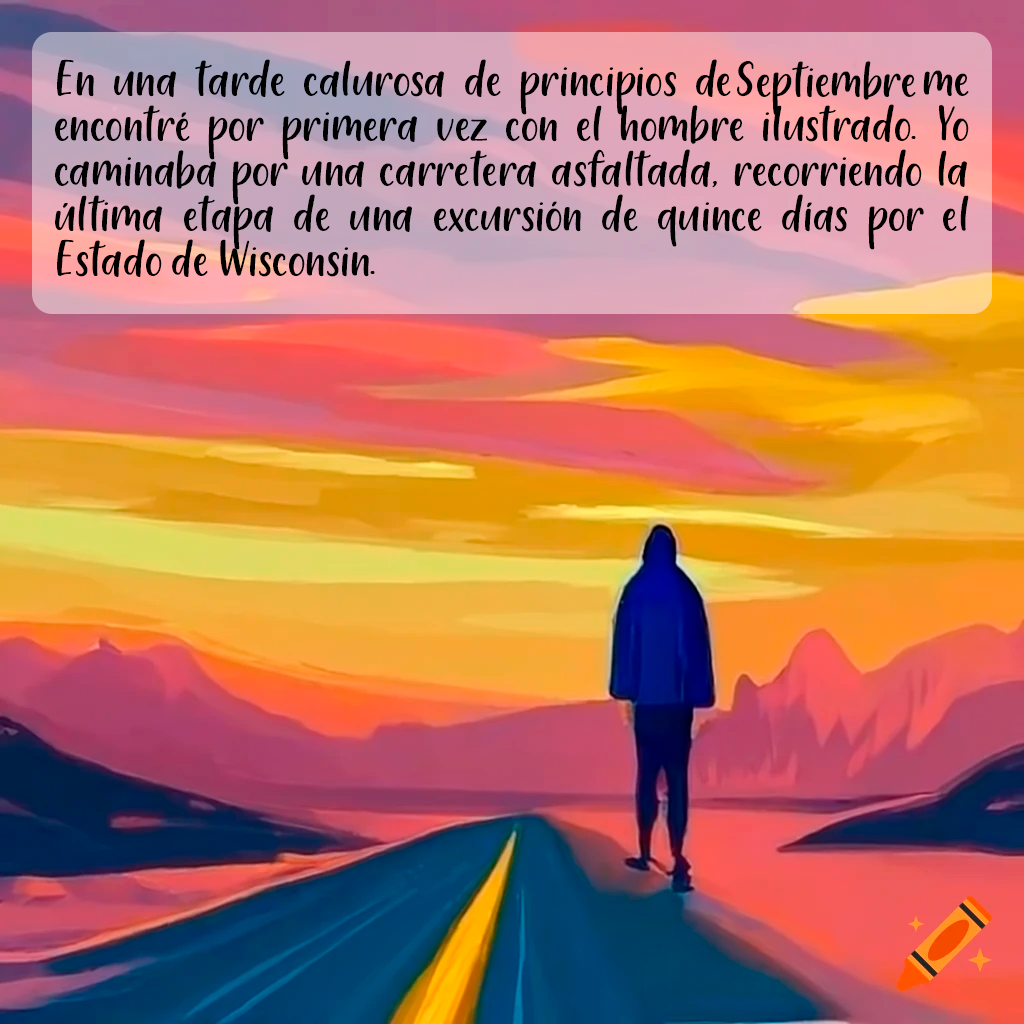 En una tarde calurosa de principios de Septiembre me
encontré por primera vez con el hombre ilustrado. Yo
caminaba por una carretera asfaltada, recorriendo la
última etapa de una excursión de quince días por el
Estado de Wisconsin.